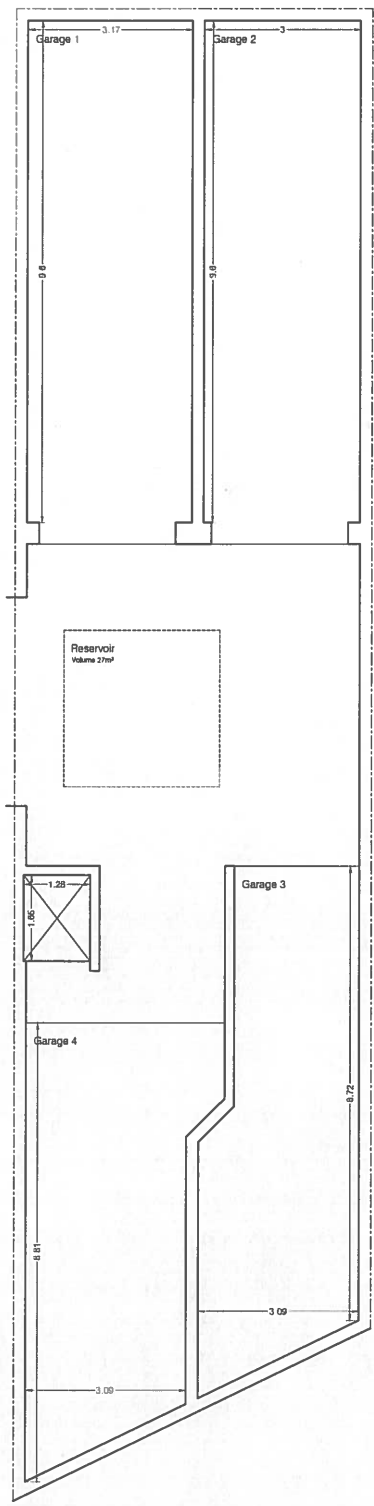 3.17
3
Garage 1
Garage 2
9.6
9.6
Reservoir
Volume 27m³
1.28
1.66
Garage 3
Garage 4
8.72
8.81
3.09
3.09